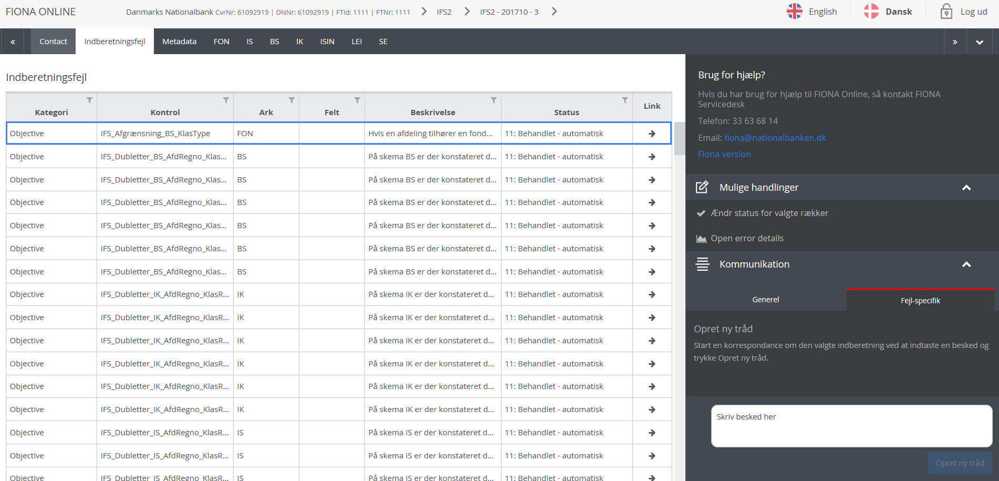 FIONA ONLINE
Danmarks Nationalbank CvrNr: 61092919 | DNNr: 61092919 | FTId: 1111 | FTNr: 1111
IFS2
IFS2 - 201710 - 3
English
Dansk
Log ud
«
Contact
Indberetningsfejl
Metadata
FON
IS
BS
IK
ISIN
LEI
SE
»
Indberetningsfejl
Kategori Kontrol Ark Felt Beskrivelse Status Link
Objective IFS_Afgrænsning_BS_KlasType FON Hvis en afdeling tilhører en fond... 11: Behandlet - automatisk
Objective IFS_Dubletter_BS_AfdRegno_Klas... BS På skema BS er der konstateret d... 11: Behandlet - automatisk
Objective IFS_Dubletter_BS_AfdRegno_Klas... BS På skema BS er der konstateret d... 11: Behandlet - automatisk
Objective IFS_Dubletter_BS_AfdRegno_Klas... BS På skema BS er der konstateret d... 11: Behandlet - automatisk
Objective IFS_Dubletter_BS_AfdRegno_Klas... BS På skema BS er der konstateret d... 11: Behandlet - automatisk
Objective IFS_Dubletter_BS_AfdRegno_Klas... BS På skema BS er der konstateret d... 11: Behandlet - automatisk
Objective IFS_Dubletter_BS_AfdRegno_Klas... BS På skema BS er der konstateret d... 11: Behandlet - automatisk
Objective IFS_Dubletter_IK_AfdRegno_KlasR... IK På skema IK er der konstateret d... 11: Behandlet - automatisk
Objective IFS_Dubletter_IK_AfdRegno_KlasR... IK På skema IK er der konstateret d... 11: Behandlet - automatisk
Objective IFS_Dubletter_IK_AfdRegno_KlasR... IK På skema IK er der konstateret d... 11: Behandlet - automatisk
Objective IFS_Dubletter_IK_AfdRegno_KlasR... IK På skema IK er der konstateret d... 11: Behandlet - automatisk
Objective IFS_Dubletter_IK_AfdRegno_KlasR... IK På skema IK er der konstateret d... 11: Behandlet - automatisk
Objective IFS_Dubletter_IK_AfdRegno_KlasR... IK På skema IK er der konstateret d... 11: Behandlet - automatisk
Objective IFS_Dubletter_IS_AfdRegno_KlasR... IS På skema IS er der konstateret d... 11: Behandlet - automatisk
Objective IFS_Dubletter_IS_AfdRegno_KlasR... IS På skema IS er der konstateret d... 11: Behandlet - automatisk
Objective IFS_Dubletter_IS_AfdRegno_KlasR... IS På skema IS er der konstateret d... 11: Behandlet - automatisk
Brug for hjælp?
Hvis du har brug for hjælp til FIONA Online, så kontakt FIONA
Servicedesk
Telefon: 33 63 68 14
Email: fiona@nationalbanken.dk
Fiona version
Mulige handlinger
Ændr status for valgte rækker
Open error details
Kommunikation
Generel
Fejl-specifik
Opret ny tråd
Start en korrespondance om den valgte indberetning ved at indtaste en besked og
trykke Opret ny tråd.
Skriv besked her
Opret ny tråd